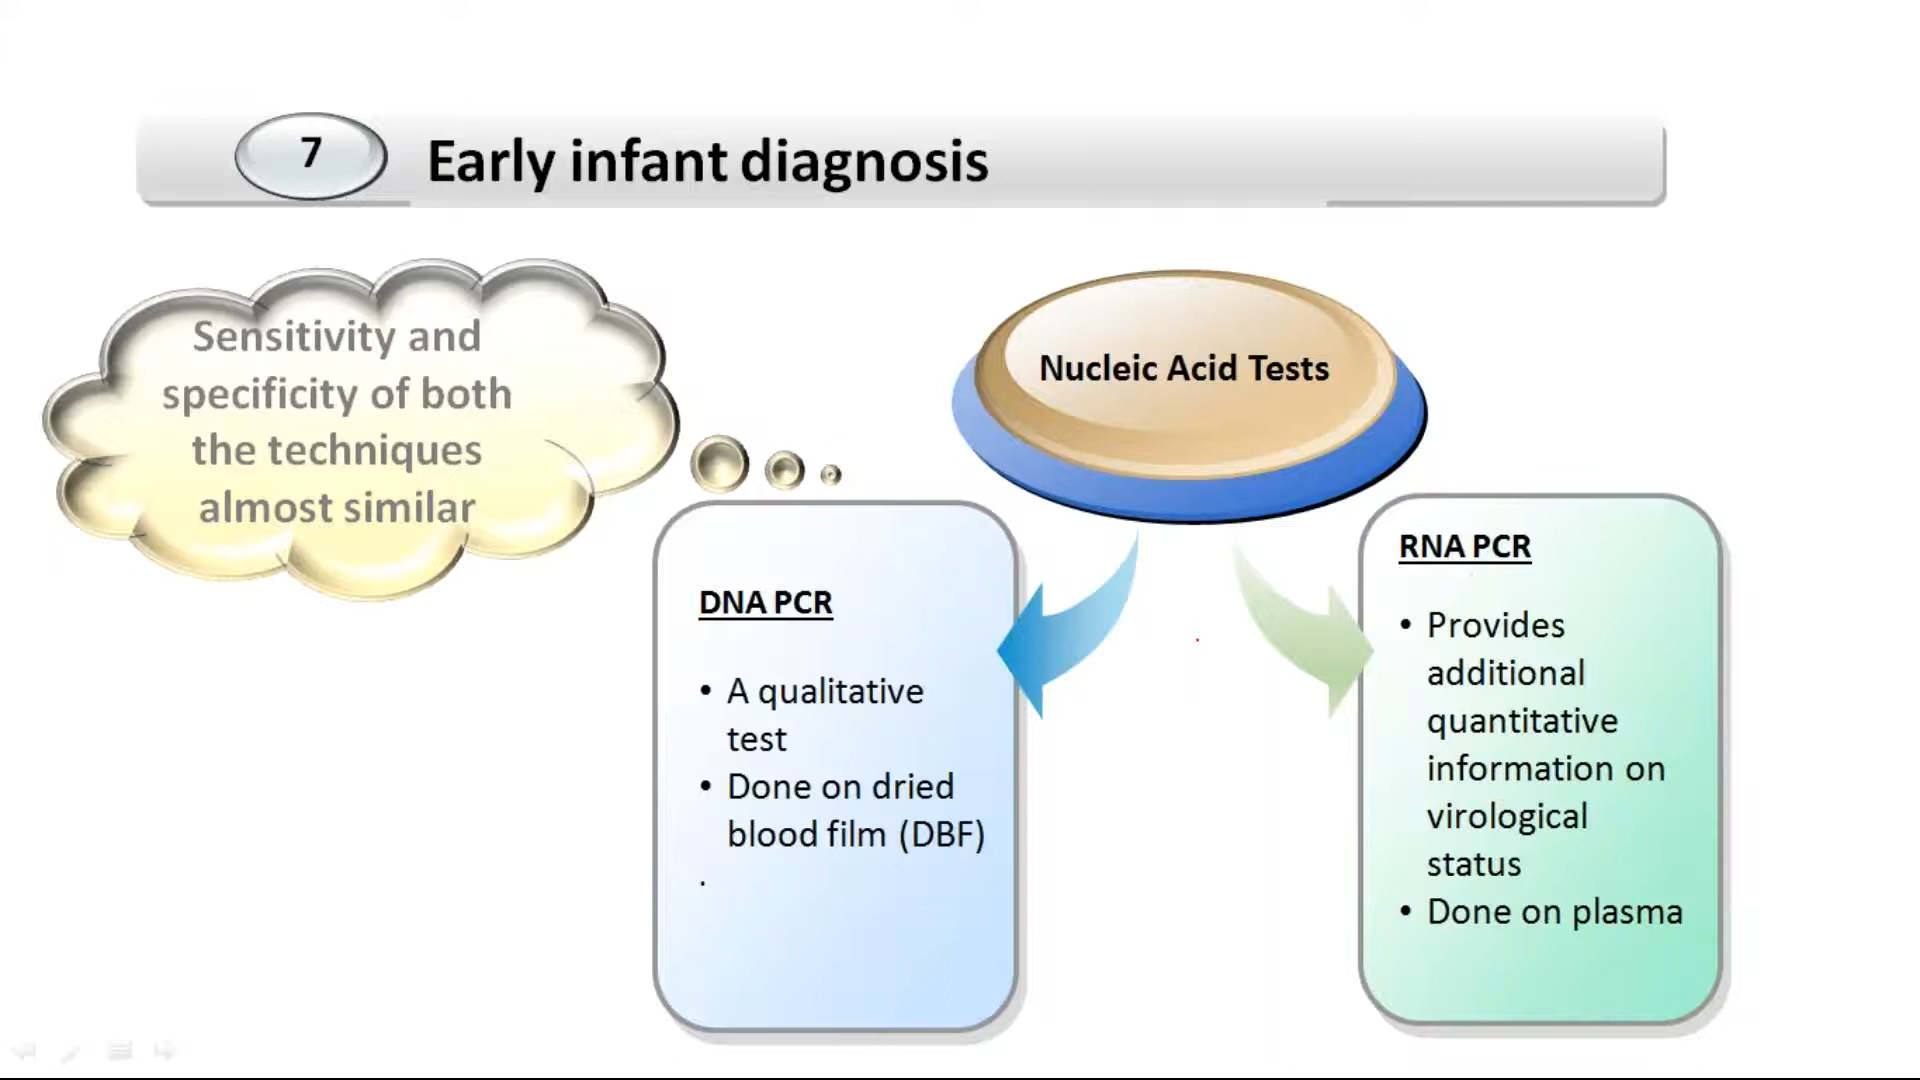 7
Early infant diagnosis
Sensitivity and
specificity of both
the techniques
almost similar
Nucleic Acid Tests
DNA PCR
• A qualitative
test
• Done on dried
blood film (DBF)
.
RNA PCR
• Provides
additional
quantitative
information on
virological
status
• Done on plasma